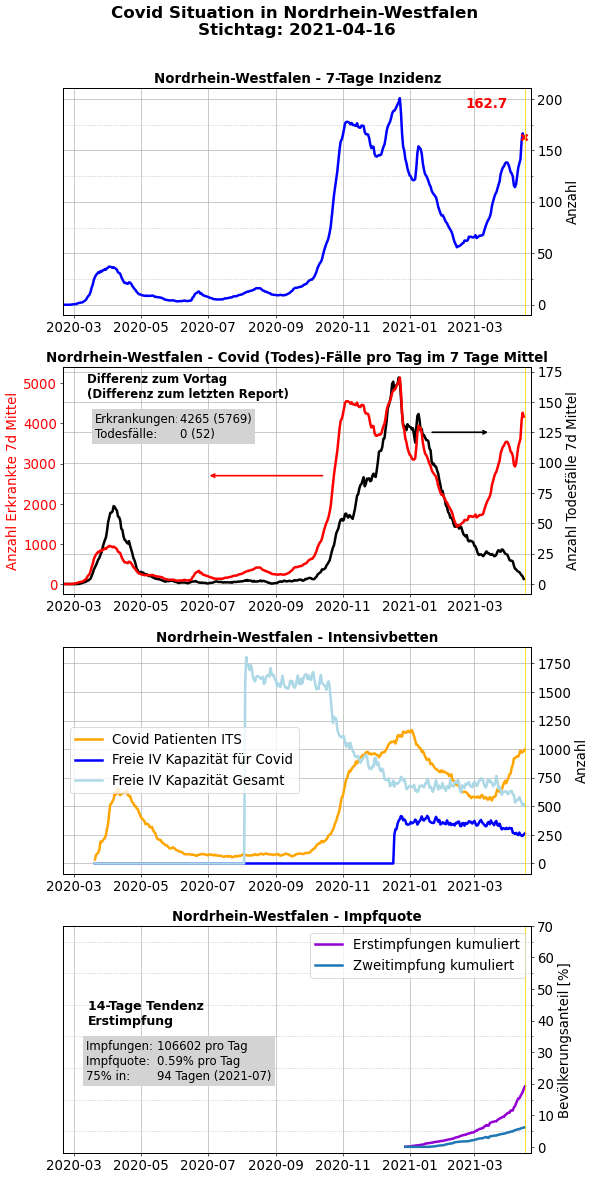 Covid Situation in Nordrhein-Westfalen
Stichtag: 2021-04-16
Nordrhein-Westfalen - 7-Tage Inzidenz
162.7
200
150
100
50
0
Anzahl
2020-03 2020-05 2020-07 2020-09 2020-11 2021-01 2021-03
Nordrhein-Westfalen - Covid (Todes)-Fälle pro Tag im 7 Tage Mittel
Differenz zum Vortag
(Differenz zum letzten Report)
Erkrankungen: 4265 (5769)
Todesfälle: 0 (52)
5000
4000
3000
2000
1000
0
Anzahl Erkrankte 7d Mittel
175
150
125
100
75
50
25
0
Anzahl Todesfälle 7d Mittel
2020-03 2020-05 2020-07 2020-09 2020-11 2021-01 2021-03
Nordrhein-Westfalen - Intensivbetten
Covid Patienten ITS
Freie IV Kapazität für Covid
Freie IV Kapazität Gesamt
1750
1500
1250
1000
750
500
250
0
Anzahl
2020-03 2020-05 2020-07 2020-09 2020-11 2021-01 2021-03
Nordrhein-Westfalen - Impfquote
Erstimpfungen kumuliert
Zweitimpfung kumuliert
14-Tage Tendenz
Erstimpfung
Impfungen: 106602 pro Tag
Impfquote: 0.59% pro Tag
75% in: 94 Tagen (2021-07)
70
60
50
40
30
20
10
0
Bevölkerungsanteil [%]
2020-03 2020-05 2020-07 2020-09 2020-11 2021-01 2021-03